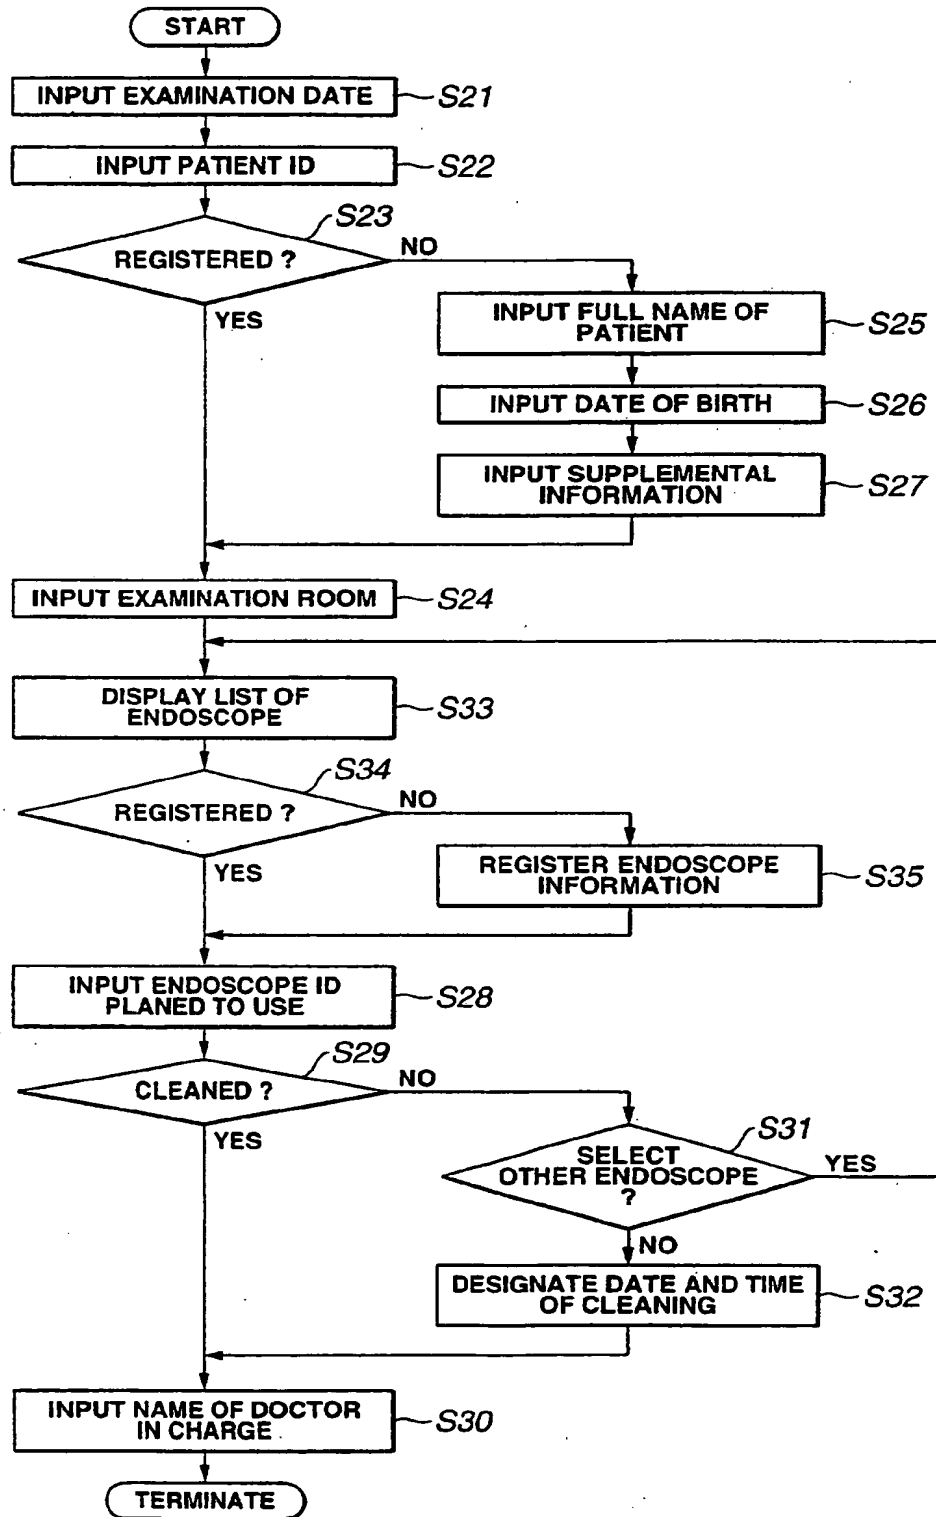 START
INPUT EXAMINATION DATE
S21
INPUT PATIENT ID
S22
S23
REGISTERED ?
NO
YES
INPUT FULL NAME OF
PATIENT
S25
INPUT DATE OF BIRTH
S26
INPUT SUPPLEMENTAL
INFORMATION
S27
INPUT EXAMINATION ROOM
S24
DISPLAY LIST OF
ENDOSCOPE
S33
S34
REGISTERED ?
NO
YES
REGISTER ENDOSCOPE
INFORMATION
S35
INPUT ENDOSCOPE ID
PLANED TO USE
S28
S29
CLEANED ?
NO
YES
S31
SELECT
OTHER ENDOSCOPE
?
YES
NO
DESIGNATE DATE AND TIME
OF CLEANING
S32
INPUT NAME OF DOCTOR
IN CHARGE
S30
TERMINATE